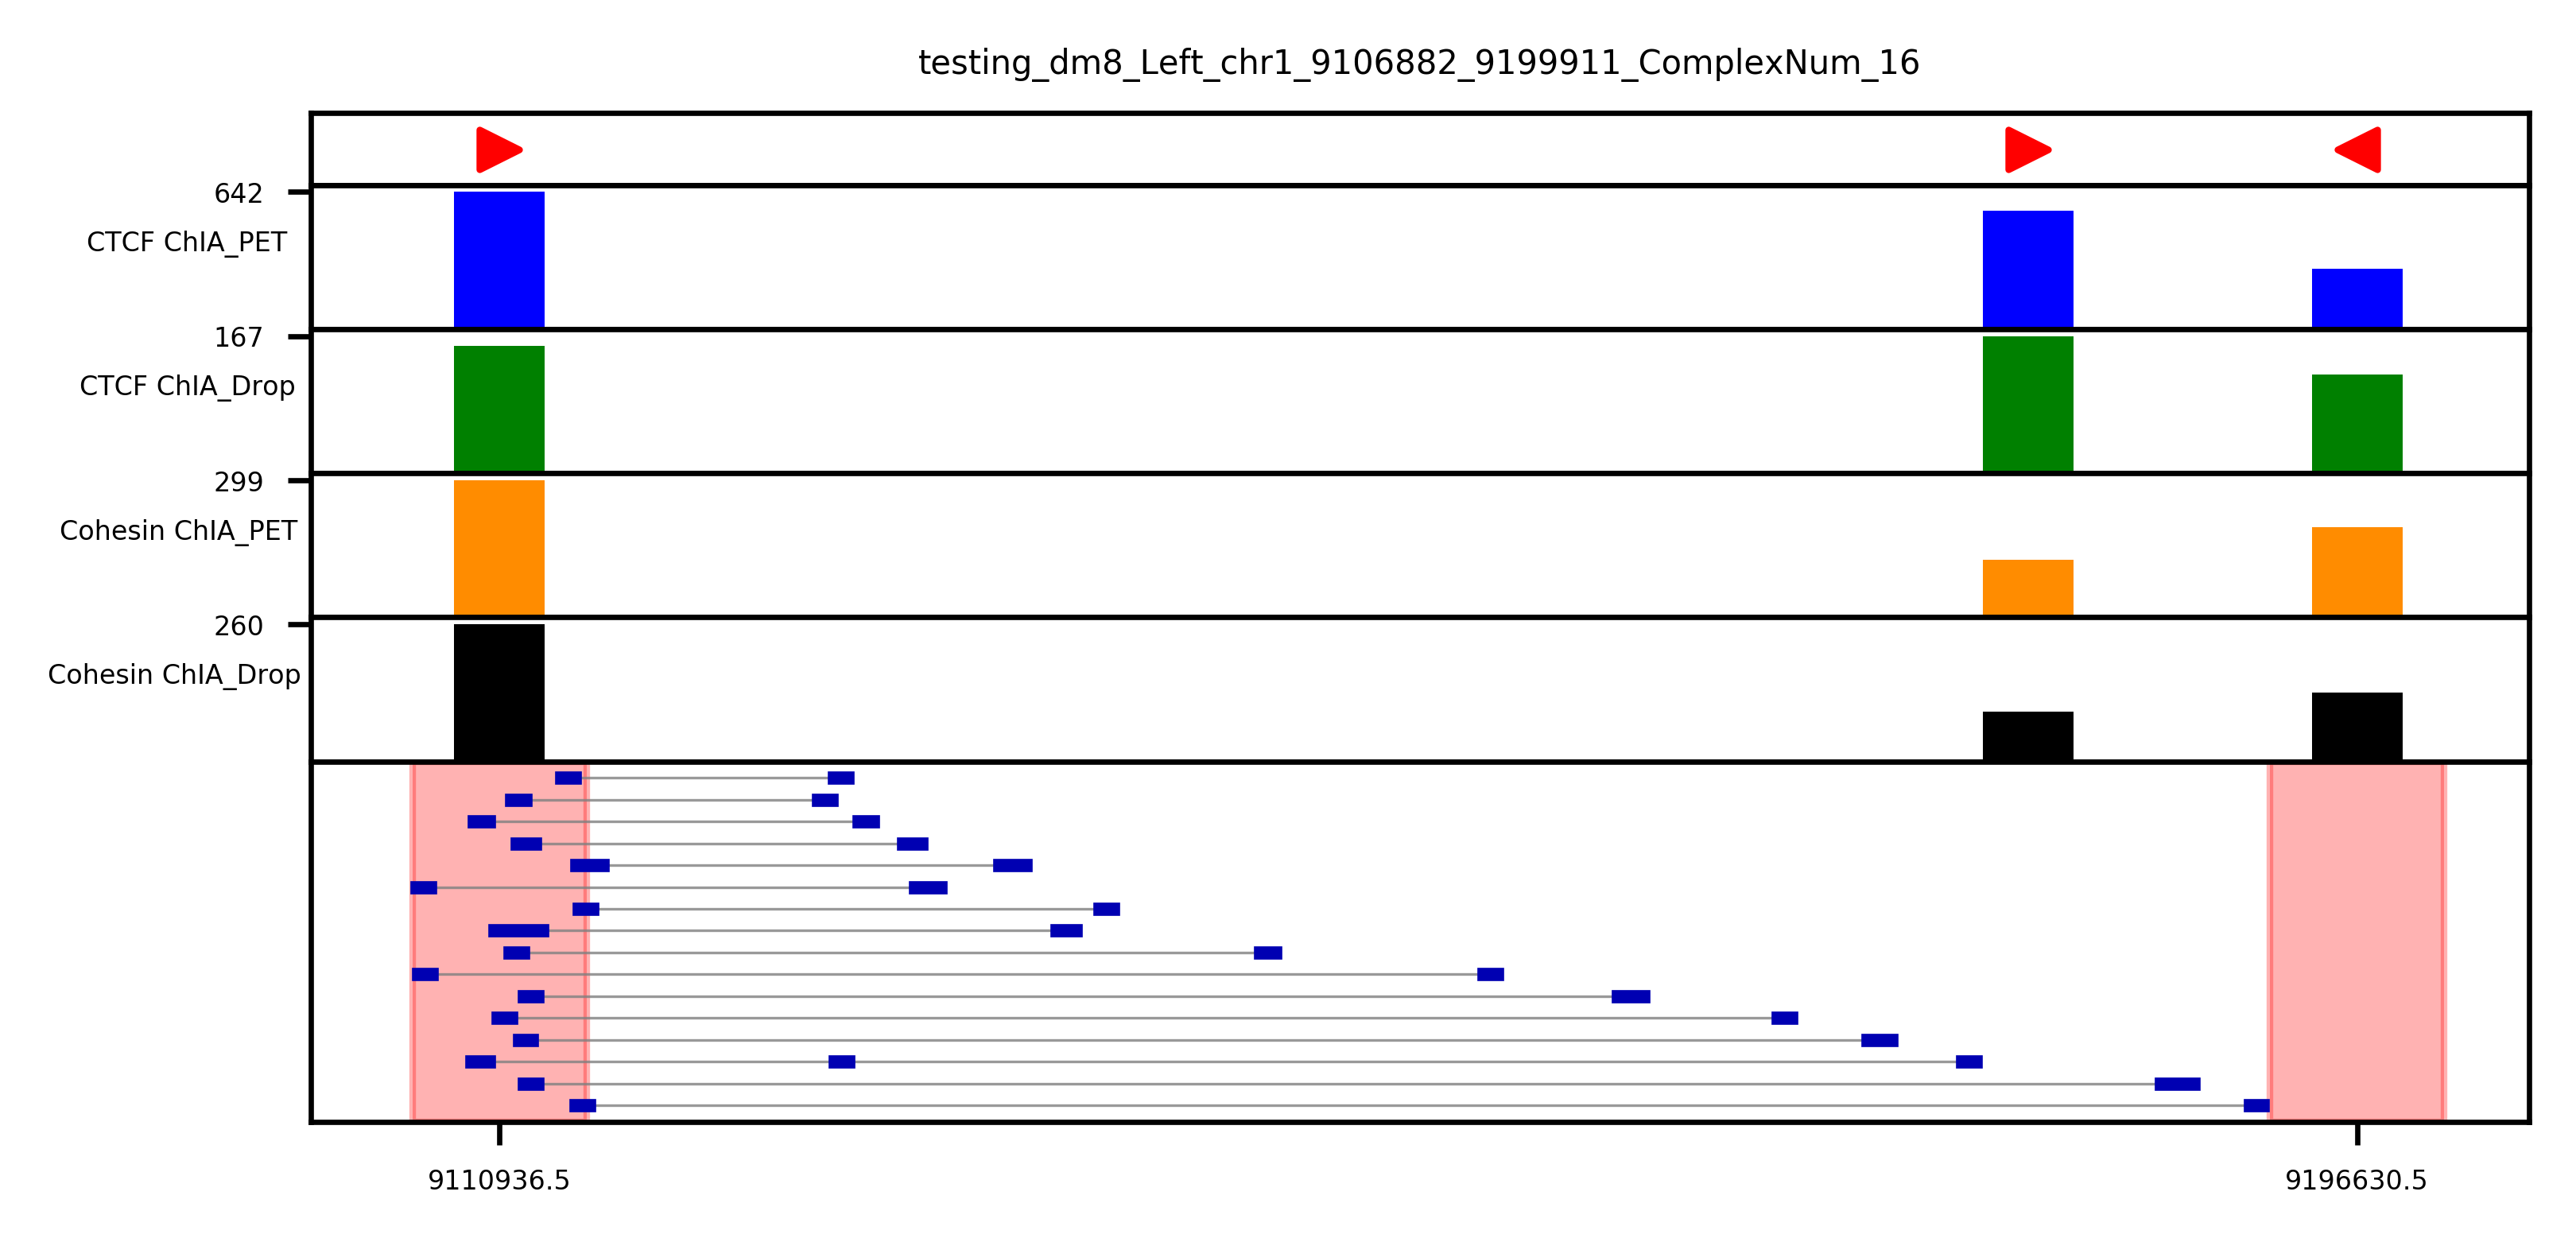 testing_dm8_Left_chr1_9106882_9199911_ComplexNum_16
642
CTCF ChIA_PET
167
CTCF ChIA_Drop
299
Cohesin ChIA_PET
260
Cohesin ChIA_Drop
9110936.5 9196630.5